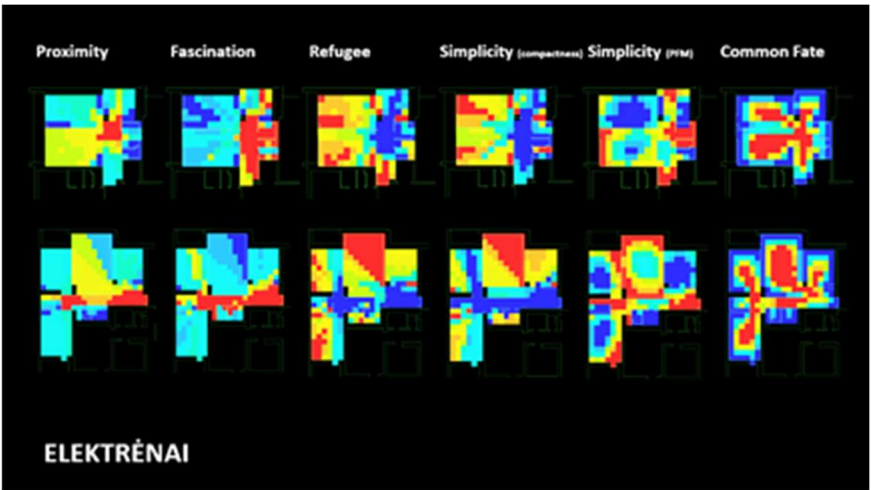 Proximity Fascination Refugee Simplicity (compactness) Simplicity (PFM) Common Fate
ELEKTRĖNAI